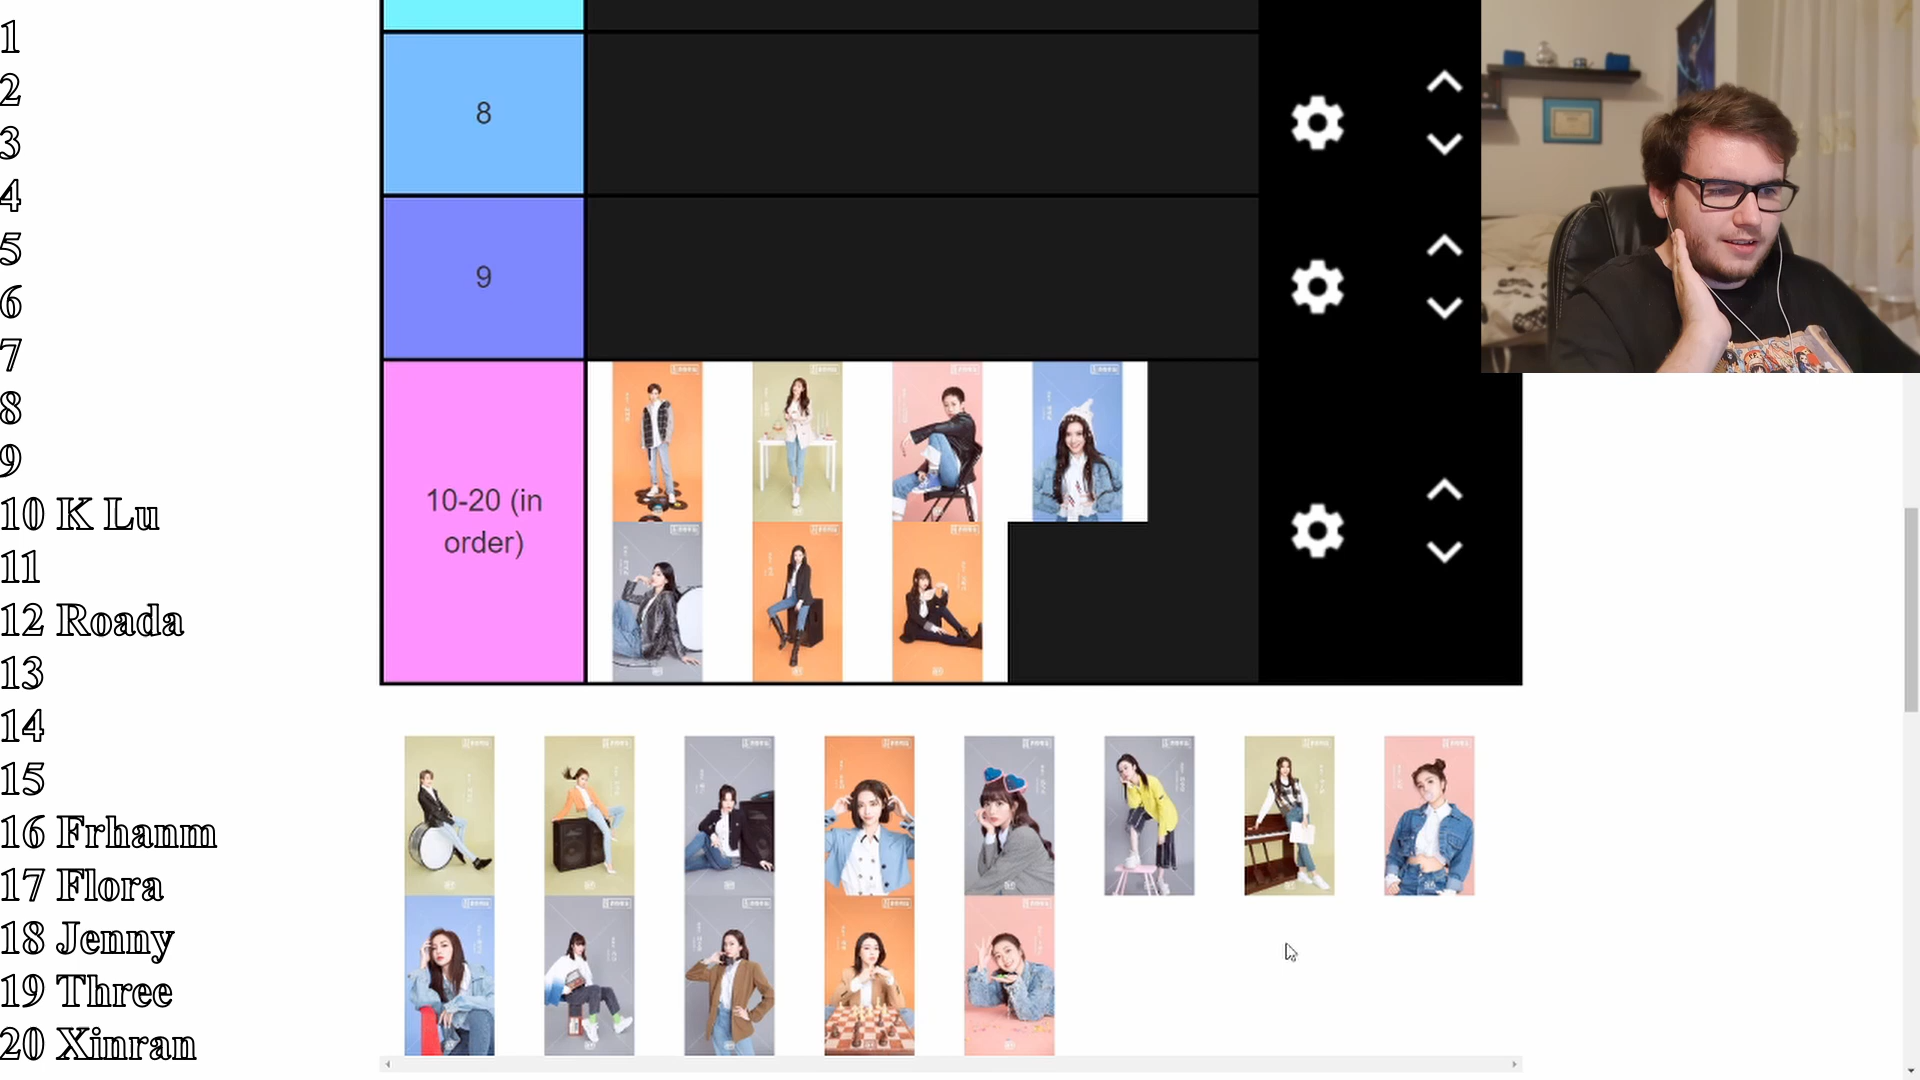 1
2
3
4
5
6
7
8
9
10 K Lu
11
12 Roada
13
14
15
16 Frhanm
17 Flora
18 Jenny
19 Three
20 Xinran
8
9
10-20 (in
order)